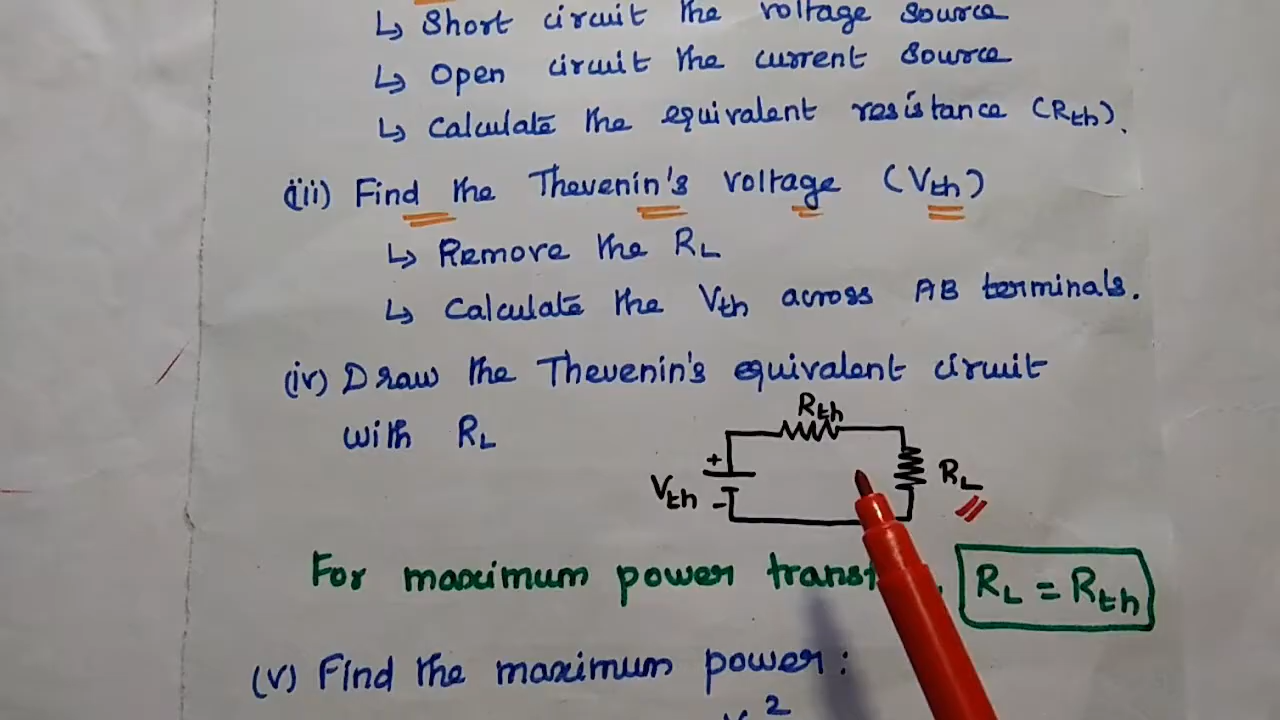 ↳ Short circuit the voltage source
↳ Open circuit the current source
↳ Calculate the equivalent resistance (Rth).
(iii) Find the Thevenin's voltage (Vth)
↳ Remove the RL
↳ Calculate the Vth across AB terminals.
(iv) Draw the Thevenin's equivalent circuit
with RL
Rth
+
Vth
-
RL
For maximum power transf
RL = Rth
(v) Find the maximum power:
2